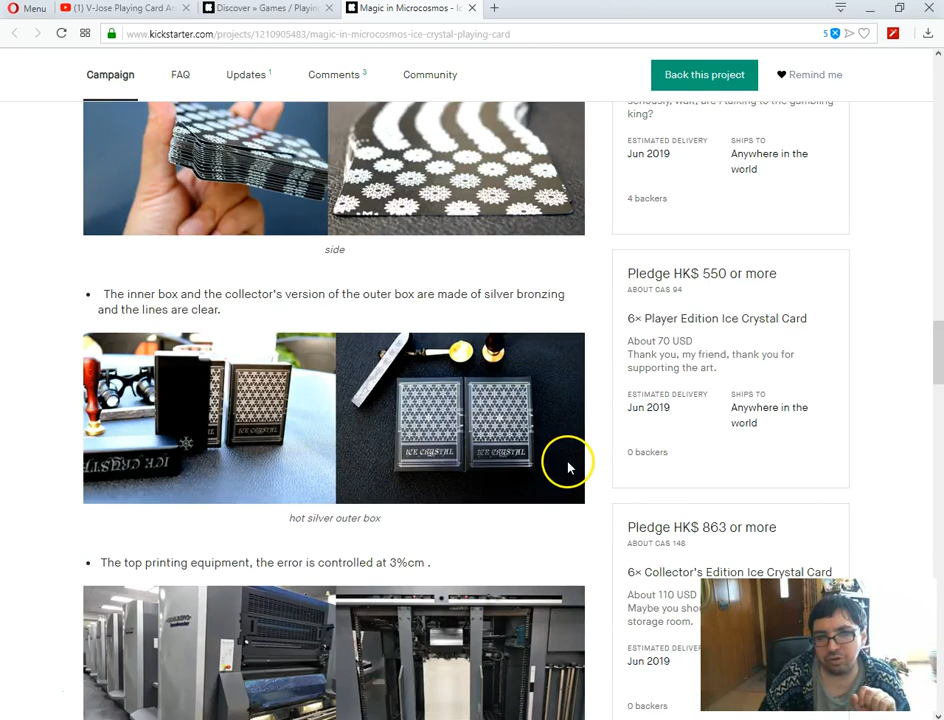 Menu
(1) V-Jose Playing Card Ar
Discover » Games / Playin
Magic in Microcosmos - Ic
www.kickstarter.com/projects/1210905483/magic-in-microcosmos-ice-crystal-playing-card
5
Campaign
FAQ
Updates 1
Comments 3
Community
Back this project
Remind me
seriously, wait, are I talking to the gambling
king?
ESTIMATED DELIVERY
SHIPS TO
Jun 2019
Anywhere in the
world
4 backers
side
The inner box and the collector's version of the outer box are made of silver bronzing
and the lines are clear.
ICE CRYSTAL
ICE CRYSTAL
ICE CRYSTAL
ICE CRYSTAL
hot silver outer box
The top printing equipment, the error is controlled at 3%cm .
Pledge HK$ 550 or more
ABOUT CA$ 94
6× Player Edition Ice Crystal Card
About 70 USD
Thank you, my friend, thank you for
supporting the art.
ESTIMATED DELIVERY
SHIPS TO
Jun 2019
Anywhere in the
world
0 backers
Pledge HK$ 863 or more
ABOUT CA$ 148
6× Collector's Edition Ice Crystal Card
About 110 USD
Maybe you sho
storage room.
ESTIMATED DELIVER
Jun 2019
0 backers